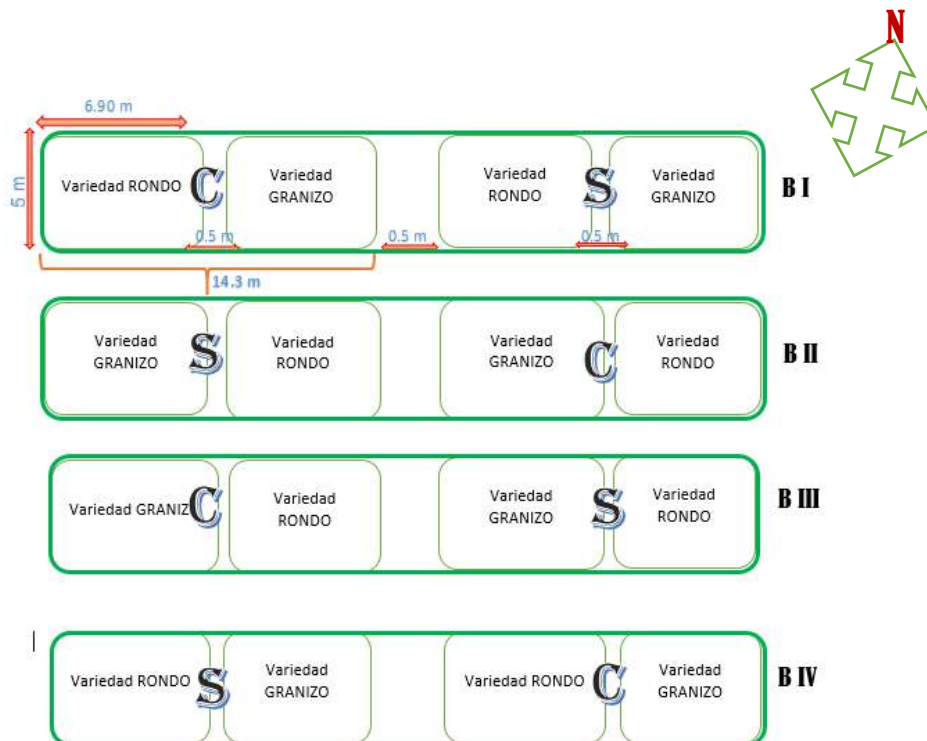 N
6.90 m
5 m
Variedad RONDO
C
Variedad
GRANIZO
Variedad
RONDO
S
Variedad
GRANIZO
B I
0.5 m
0.5 m
0.5 m
14.3 m
Variedad
GRANIZO
S
Variedad
RONDO
Variedad
GRANIZO
C
Variedad
RONDO
B II
Variedad GRANIZ
C
Variedad
RONDO
Variedad
GRANIZO
S
Variedad
RONDO
B III
Variedad RONDO
S
Variedad
GRANIZO
Variedad RONDO
C
Variedad
GRANIZO
B IV